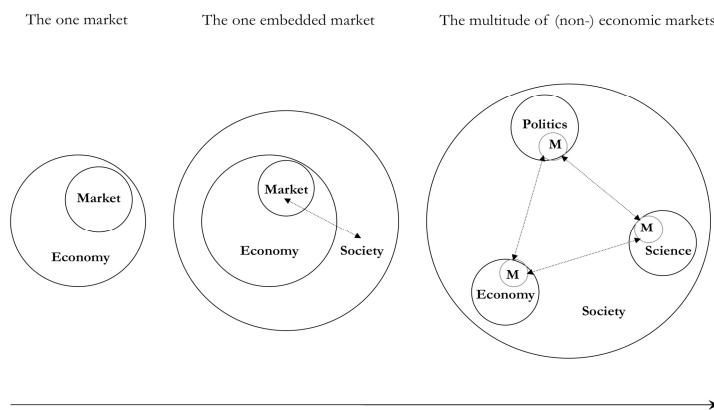 The one market
The one embedded market
The multitude of (non-) economic markets
Market
Economy
Market
Economy
Society
Politics
M
M
Science
M
Economy
Society